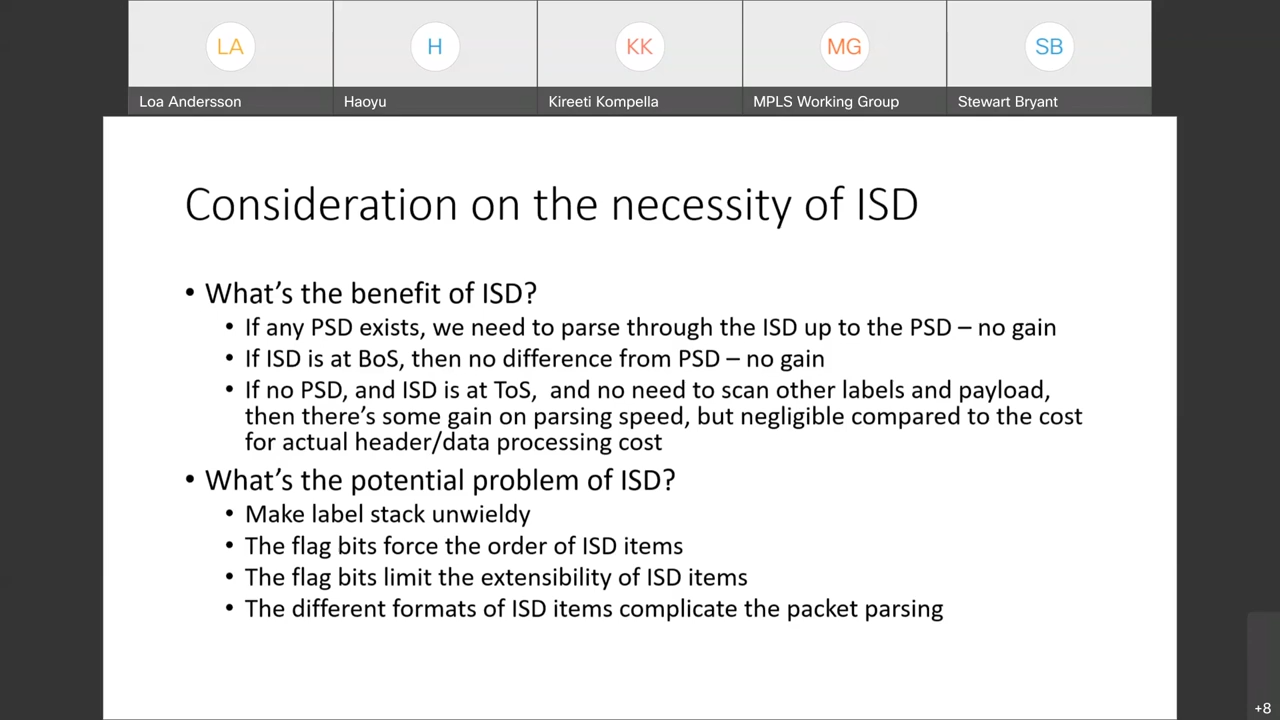 LA
H
KK
MG
SB
Loa Andersson
Haoyu
Kireeti Kompella
MPLS Working Group
Stewart Bryant
Consideration on the necessity of ISD
• What's the benefit of ISD?
• If any PSD exists, we need to parse through the ISD up to the PSD – no gain
• If ISD is at BoS, then no difference from PSD – no gain
• If no PSD, and ISD is at ToS, and no need to scan other labels and payload,
then there's some gain on parsing speed, but negligible compared to the cost
for actual header/data processing cost
• What's the potential problem of ISD?
• Make label stack unwieldy
• The flag bits force the order of ISD items
• The flag bits limit the extensibility of ISD items
• The different formats of ISD items complicate the packet parsing
+8